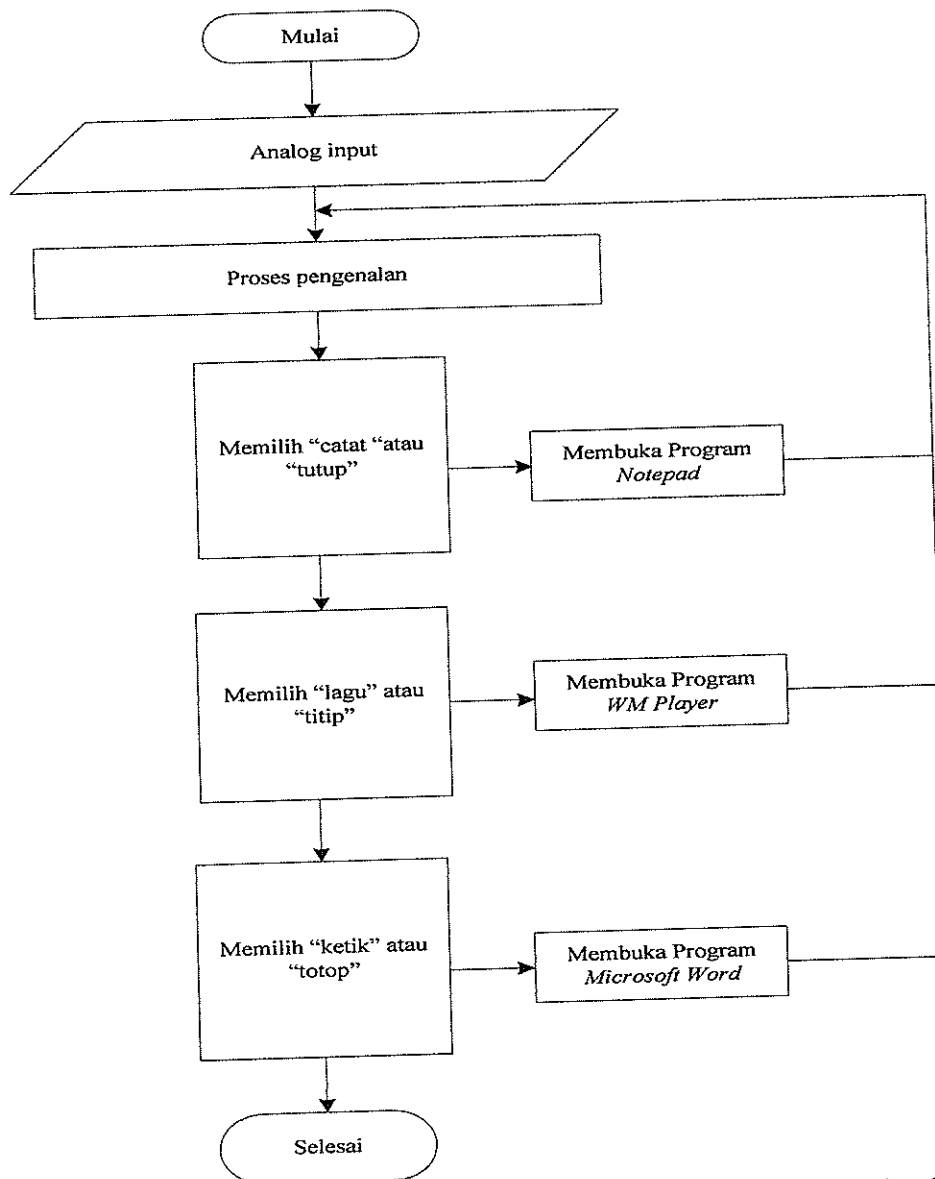 Mulai
Analog input
Proses pengenalan
Memilih “catat “atau
“tutup”
Membuka Program
Notepad
Memilih “lagu” atau
“titip”
Membuka Program
WM Player
Memilih “ketik” atau
“totop”
Membuka Program
Microsoft Word
Selesai